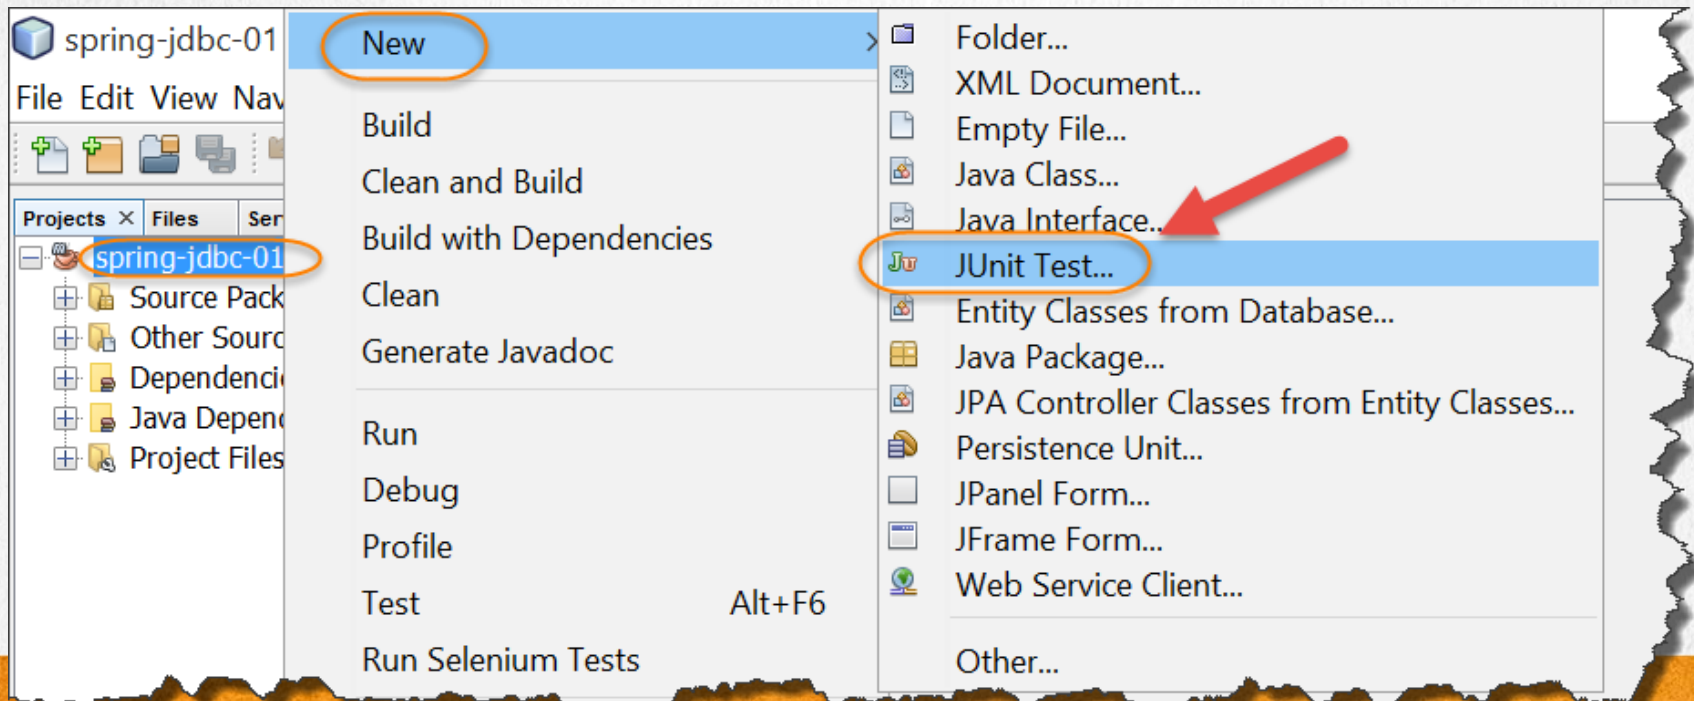 spring-jdbc-01
File Edit View Nav
Projects × Files Ser
spring-jdbc-01
Source Pack
Other Sourc
Dependenci
Java Depend
Project Files
New
Build
Clean and Build
Build with Dependencies
Clean
Generate Javadoc
Run
Debug
Profile
Test Alt+F6
Run Selenium Tests
Folder...
XML Document...
Empty File...
Java Class...
Java Interface...
JUnit Test...
Entity Classes from Database...
Java Package...
JPA Controller Classes from Entity Classes...
Persistence Unit...
JPanel Form...
JFrame Form...
Web Service Client...
Other...